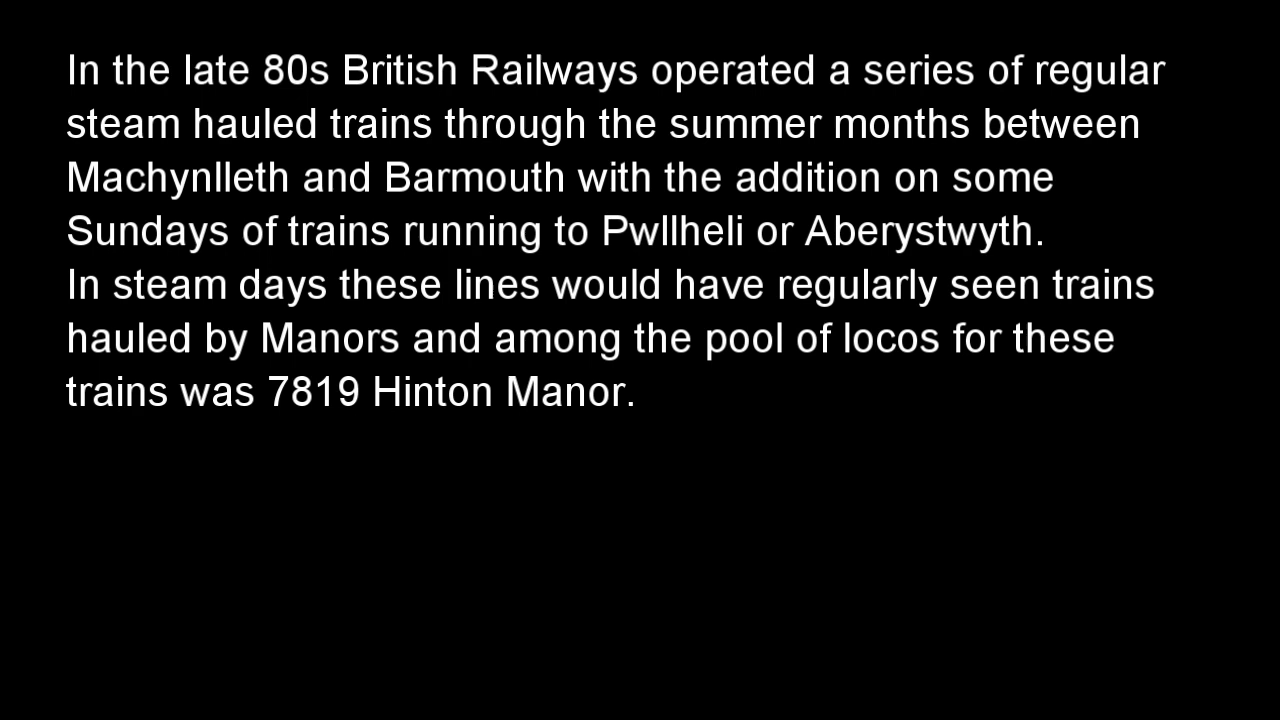 In the late 80s British Railways operated a series of regular
steam hauled trains through the summer months between
Machynlleth and Barmouth with the addition on some
Sundays of trains running to Pwllheli or Aberystwyth.
In steam days these lines would have regularly seen trains
hauled by Manors and among the pool of locos for these
trains was 7819 Hinton Manor.